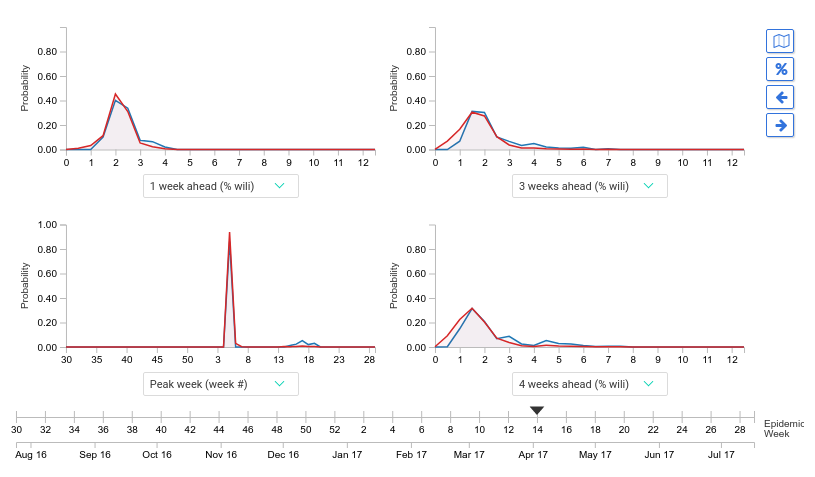 0.80
0.60
0.40
0.20
0.00
Probability
0 1 2 3 4 5 6 7 8 9 10 11 12
1 week ahead (% wili)
0.80
0.60
0.40
0.20
0.00
Probability
0 1 2 3 4 5 6 7 8 9 10 11 12
3 weeks ahead (% wili)
%
1.00
0.80
0.60
0.40
0.20
0.00
Probability
30 35 40 45 50 3 8 13 18 23 28
Peak week (week #)
0.80
0.60
0.40
0.20
0.00
Probability
0 1 2 3 4 5 6 7 8 9 10 11 12
4 weeks ahead (% wili)
30 32 34 36 38 40 42 44 46 48 50 52 2 4 6 8 10 12 14 16 18 20 22 24 26 28
Epidemic
Week
Aug 16 Sep 16 Oct 16 Nov 16 Dec 16 Jan 17 Feb 17 Mar 17 Apr 17 May 17 Jun 17 Jul 17